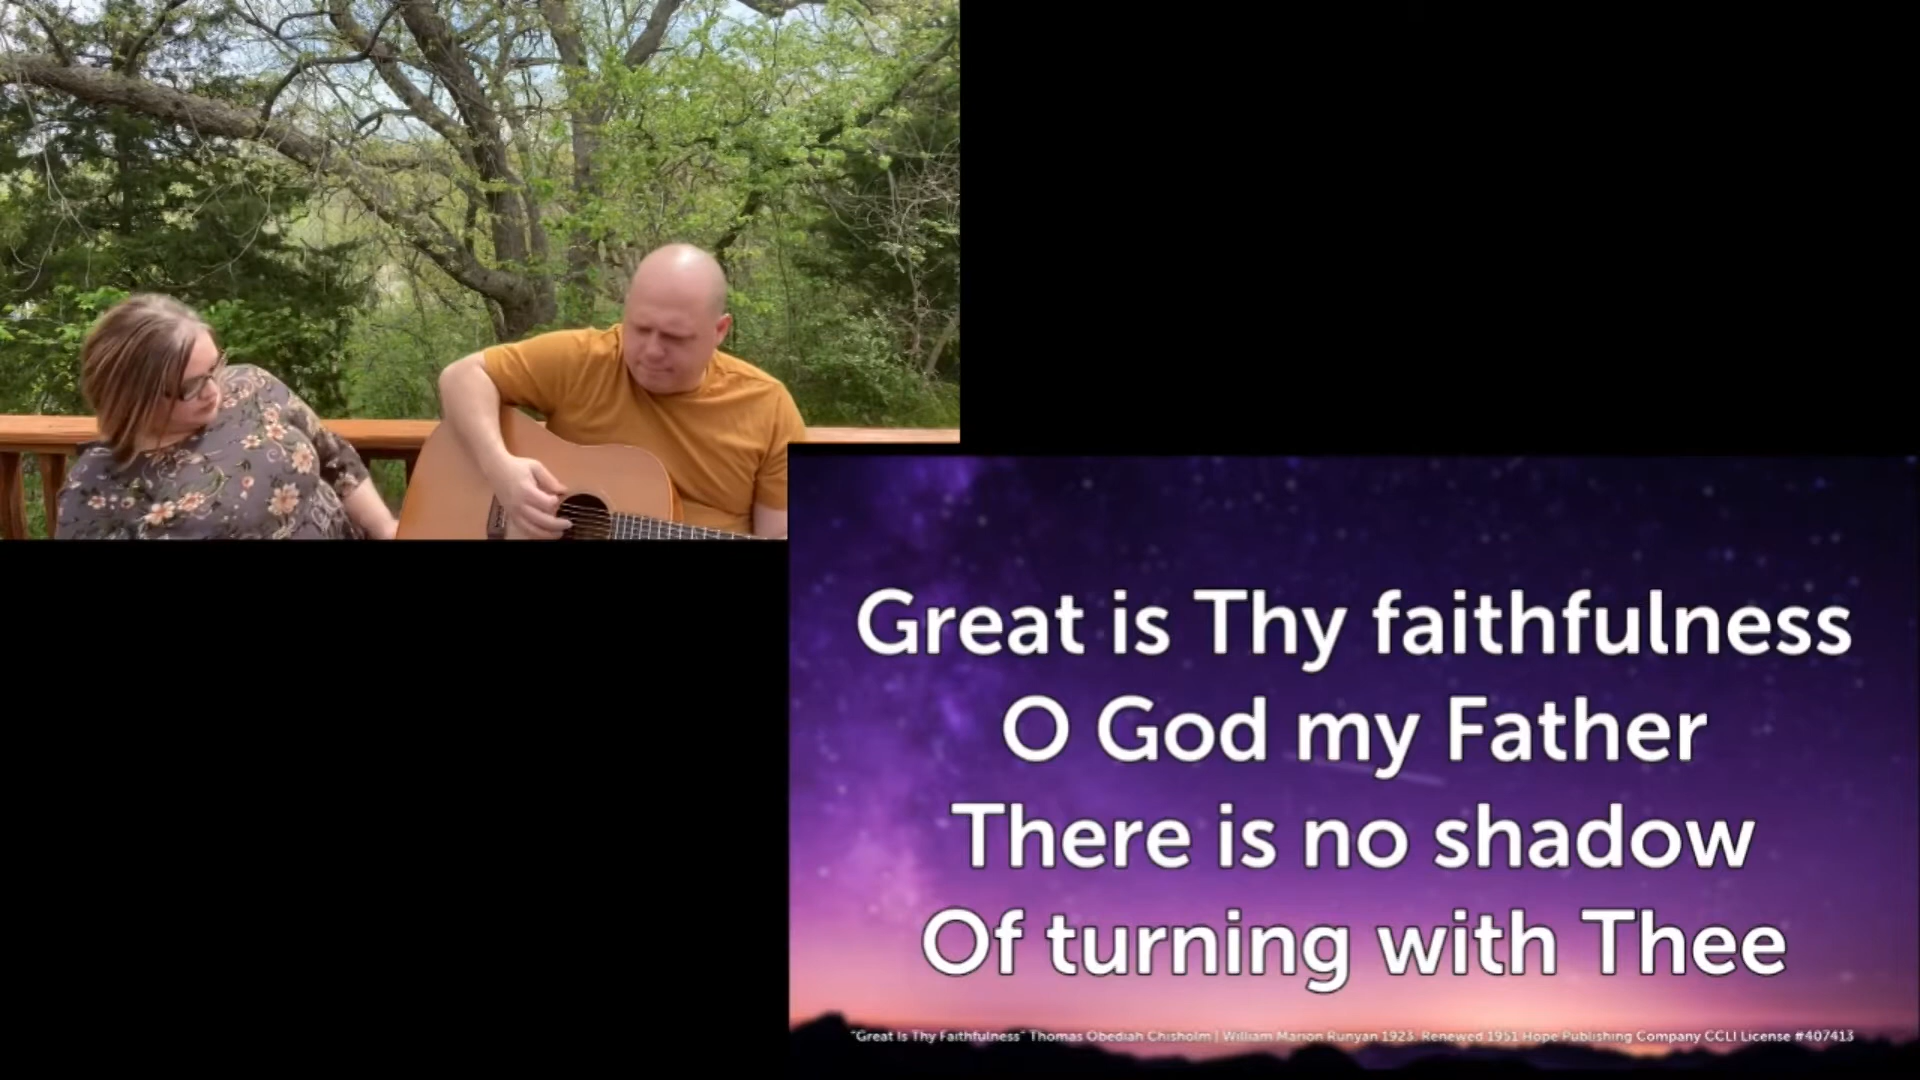 Great is Thy faithfulness
O God my Father
There is no shadow
Of turning with Thee
"Great Is Thy Faithfulness" Thomas Obediah Chisholm | William Marion Runyan 1923. Renewed 1951 Hope Publishing Company CCLI License #407413